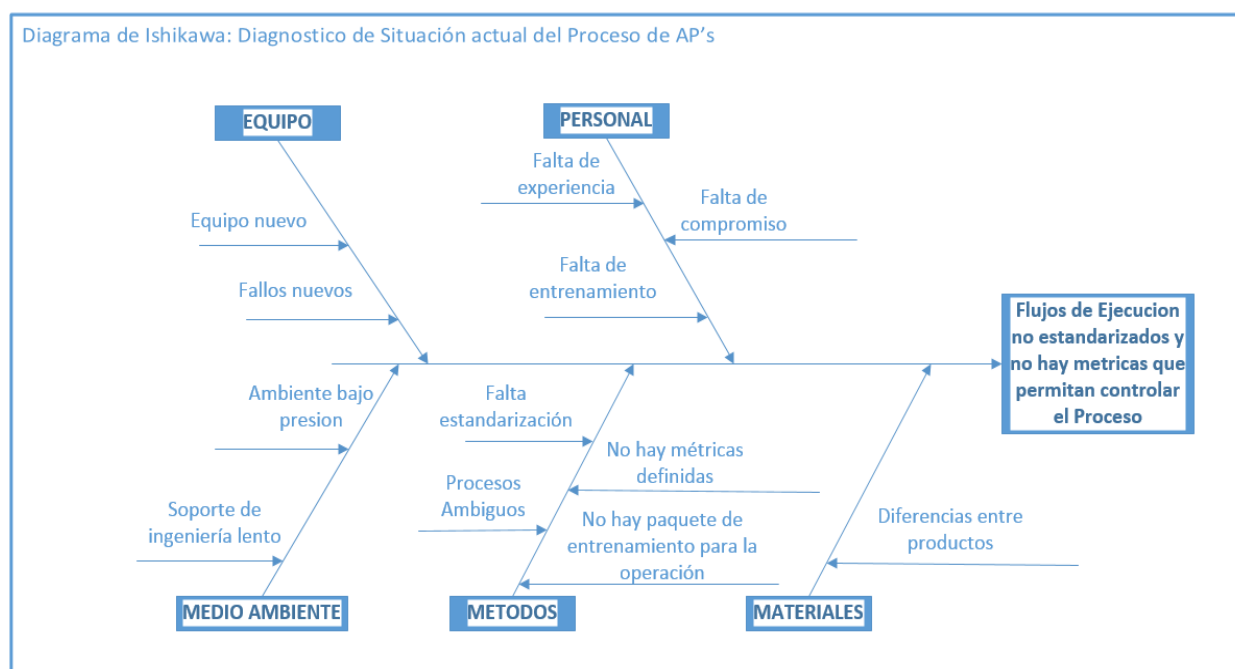 Diagrama de Ishikawa: Diagnostico de Situación actual del Proceso de AP's
EQUIPO
PERSONAL
Falta de
experiencia
Falta de
compromiso
Equipo nuevo
Falta de
entrenamiento
Fallos nuevos
Flujos de Ejecucion
no estandarizados y
no hay metricas que
permitan controlar
el Proceso
Ambiente bajo
presion
Falta
estandarización
No hay métricas
definidas
Procesos
Ambiguos
Soporte de
ingeniería lento
No hay paquete de
entrenamiento para la
operación
Diferencias entre
productos
MEDIO AMBIENTE
METODOS
MATERIALES